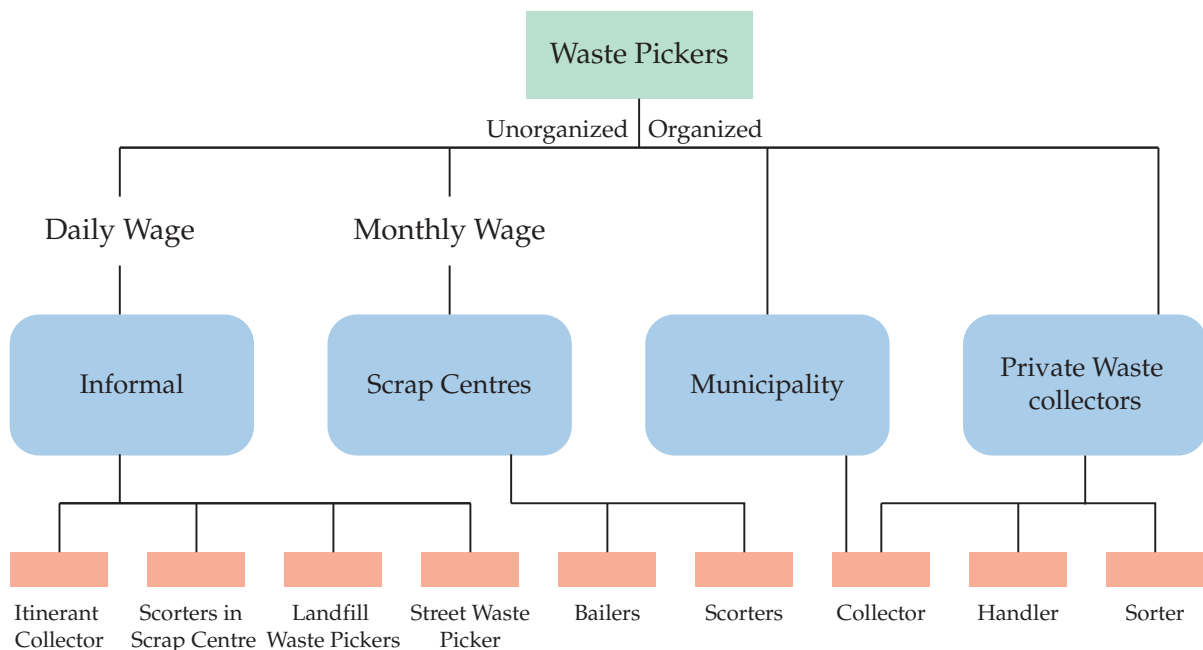 Waste Pickers
Unorganized Organized
Daily Wage
Monthly Wage
Informal
Scrap Centres
Municipality
Private Waste
collectors
Itinerant
Collector
Scorters in
Scrap Centre
Landfill
Waste Pickers
Street Waste
Picker
Bailers
Scorters
Collector
Handler
Sorter